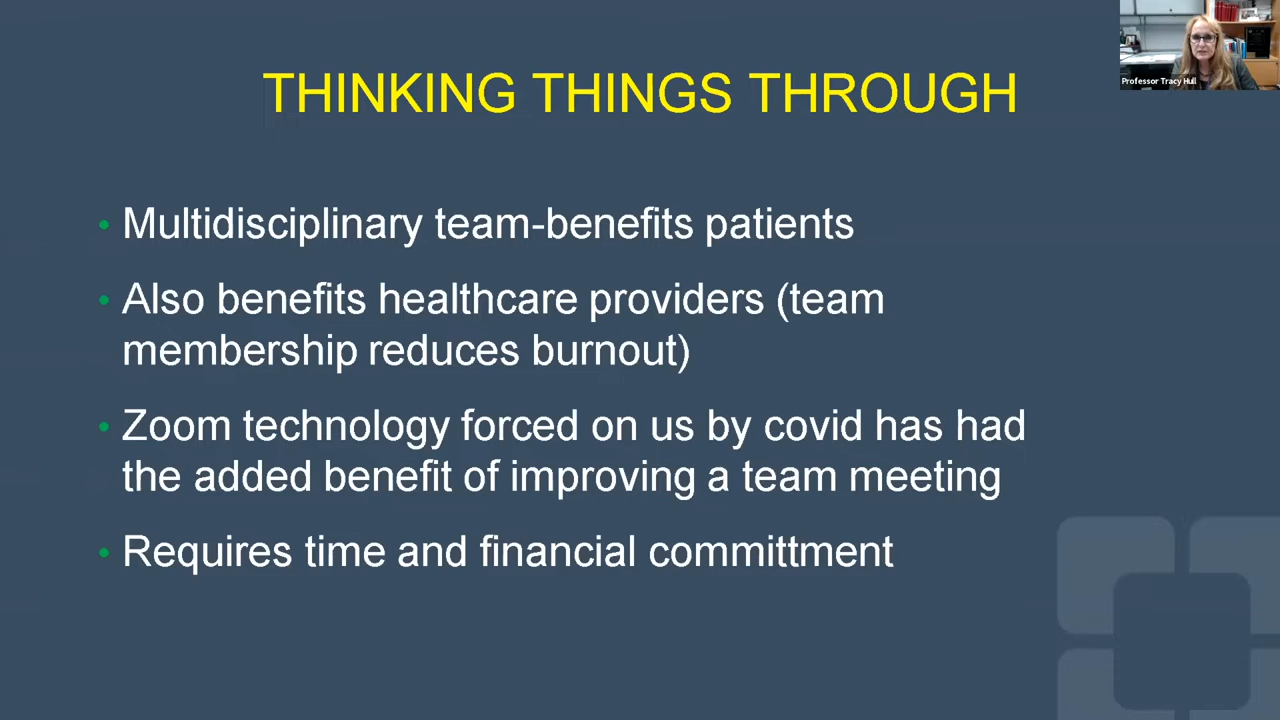 Professor Tracy Hull
THINKING THINGS THROUGH
• Multidisciplinary team-benefits patients
• Also benefits healthcare providers (team
membership reduces burnout)
• Zoom technology forced on us by covid has had
the added benefit of improving a team meeting
• Requires time and financial committment